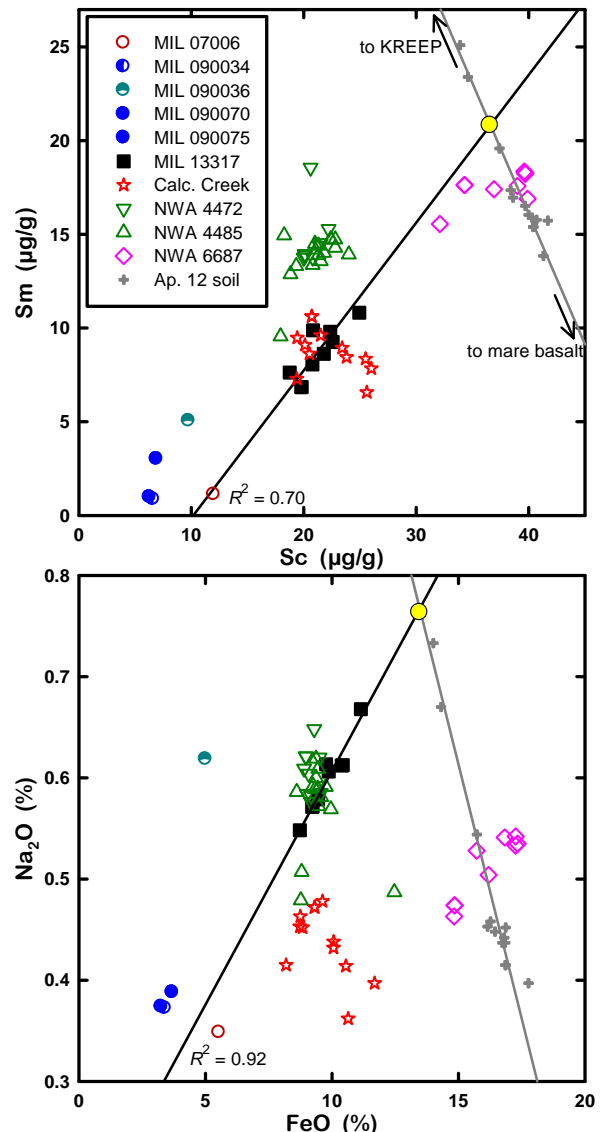 25
20
15
10
5
0
Sm (µg/g)
to KREEP
MIL 07006
MIL 090034
MIL 090036
MIL 090070
MIL 090075
MIL 13317
Calc. Creek
NWA 4472
NWA 4485
NWA 6687
Ap. 12 soil
to mare basalt
R² = 0.70
0 10 20 30 40
Sc (µg/g)
0.8
0.7
0.6
0.5
0.4
0.3
Na₂O (%)
R² = 0.92
0 5 10 15 20
FeO (%)